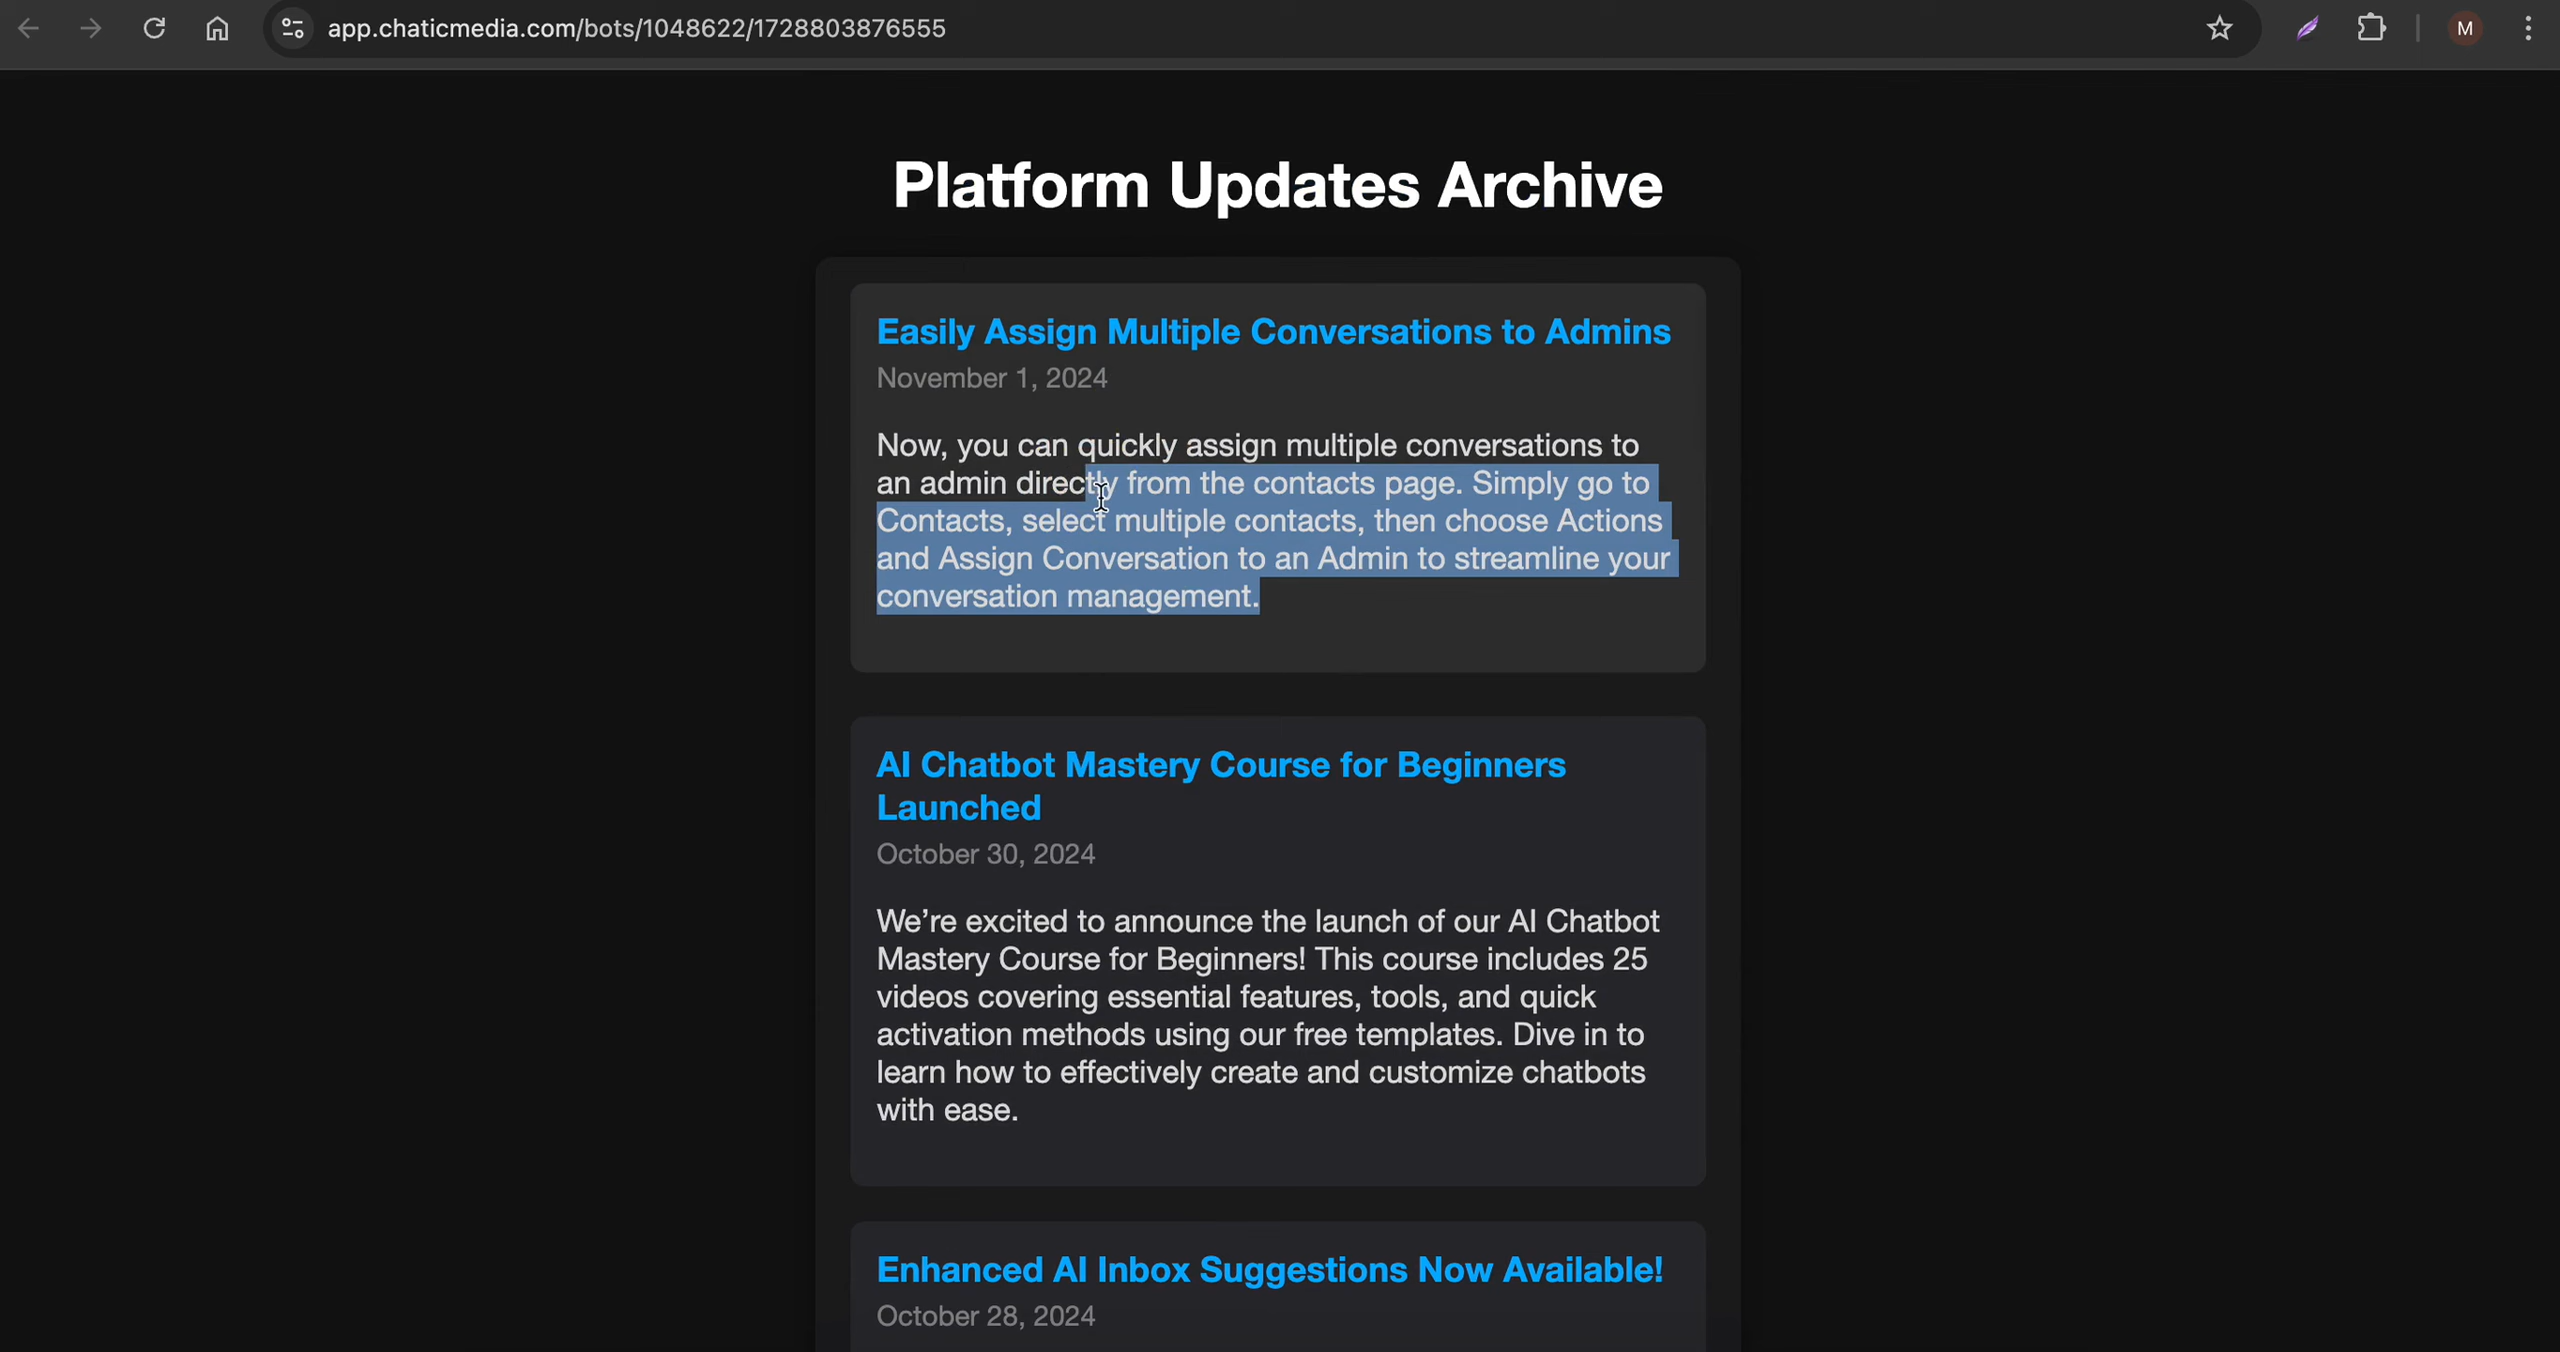 app.chaticmedia.com/bots/1048622/1728803876555
M
Platform Updates Archive
Easily Assign Multiple Conversations to Admins
November 1, 2024
Now, you can quickly assign multiple conversations to
an admin directly from the contacts page. Simply go to
Contacts, select multiple contacts, then choose Actions
and Assign Conversation to an Admin to streamline your
conversation management.
AI Chatbot Mastery Course for Beginners
Launched
October 30, 2024
We’re excited to announce the launch of our AI Chatbot
Mastery Course for Beginners! This course includes 25
videos covering essential features, tools, and quick
activation methods using our free templates. Dive in to
learn how to effectively create and customize chatbots
with ease.
Enhanced AI Inbox Suggestions Now Available!
October 28, 2024